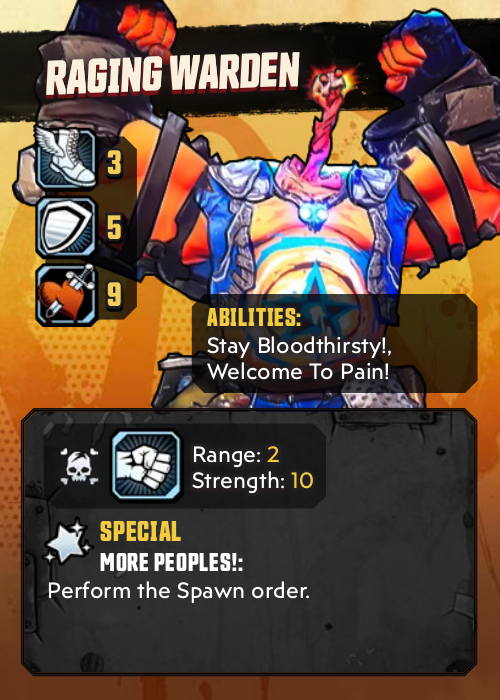 RAGING WARDEN
3
5
9
ABILITIES:
Stay Bloodthirsty!,
Welcome To Pain!
Range: 2
Strength: 10
SPECIAL
MORE PEOPLES!:
Perform the Spawn order.